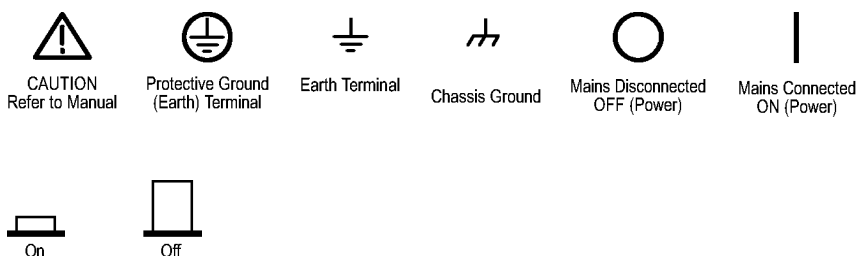 CAUTION
Refer to Manual
Protective Ground
(Earth) Terminal
Earth Terminal
Chassis Ground
Mains Disconnected
OFF (Power)
Mains Connected
ON (Power)
On
Off